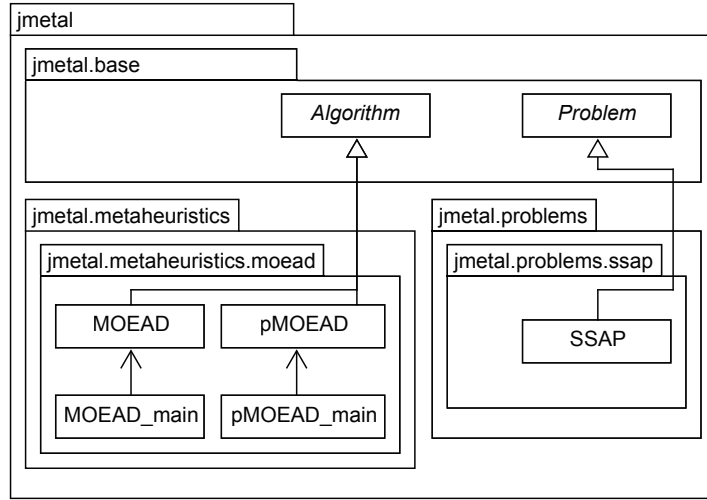 jmetal
jmetal.base
Algorithm
Problem
jmetal.metaheuristics
jmetal.problems
jmetal.metaheuristics.moead
jmetal.problems.ssap
MOEAD
pMOEAD
SSAP
MOEAD_main
pMOEAD_main